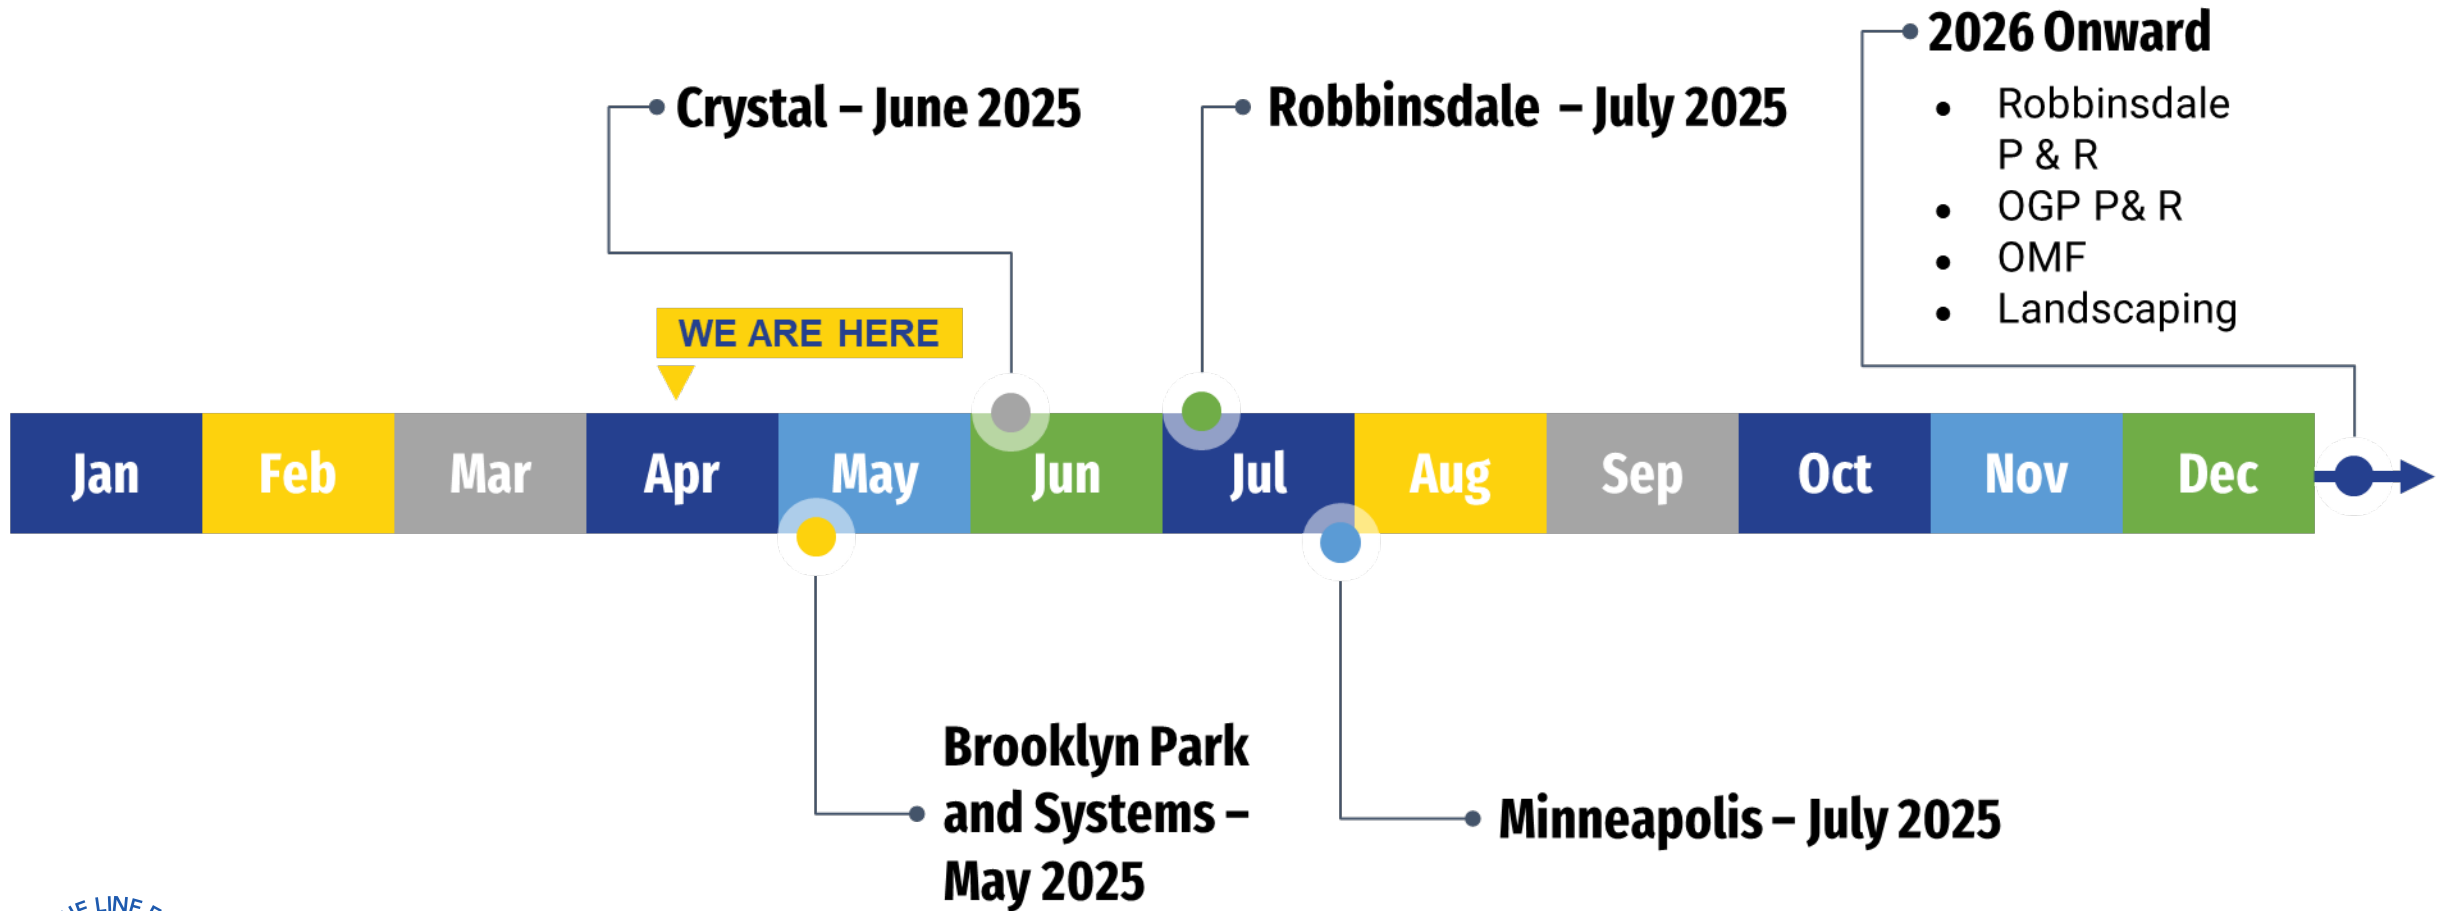 2026 Onward
Crystal – June 2025
Robbinsdale – July 2025
• Robbinsdale
P & R
• OGP P& R
• OMF
• Landscaping
WE ARE HERE
Jan Feb Mar Apr May Jun Jul Aug Sep Oct Nov Dec
Brooklyn Park
and Systems –
May 2025
Minneapolis – July 2025
LINE